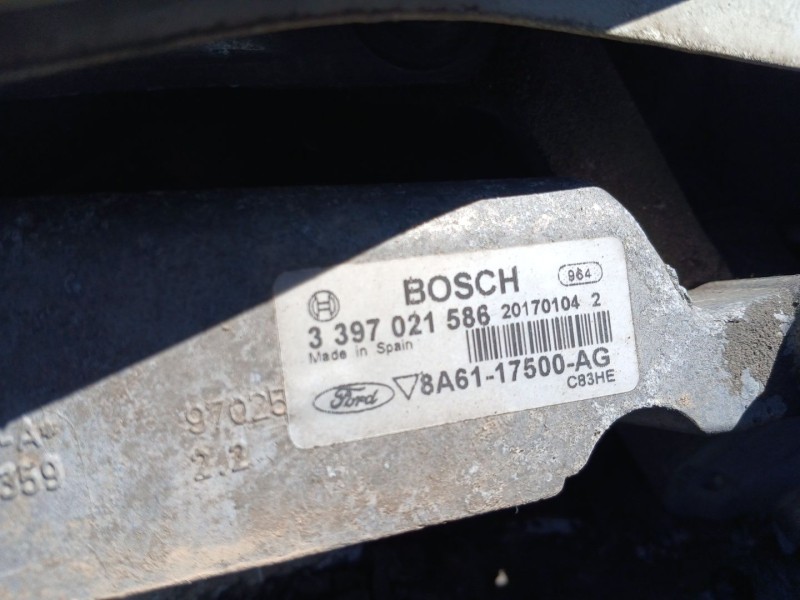 BOSCH 964
3 397 021 586 20170104 2
Made in Spain
Ford 8A61-17500-AG
C83HE
97025
2.2
359